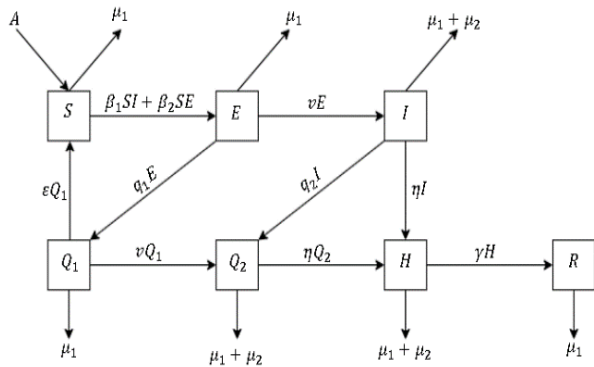 A
μ₁
μ₁
μ₁ + μ₂
S
β₁SI + β₂SE
E
vE
I
εQ₁
q₁E
q₂I
ηI
Q₁
vQ₁
Q₂
ηQ₂
H
γH
R
μ₁
μ₁ + μ₂
μ₁ + μ₂
μ₁